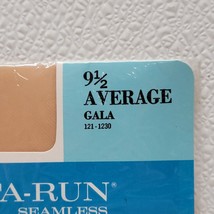 9½
AVERAGE
GALA
121-1230
A-RUN®
SEAMLESS